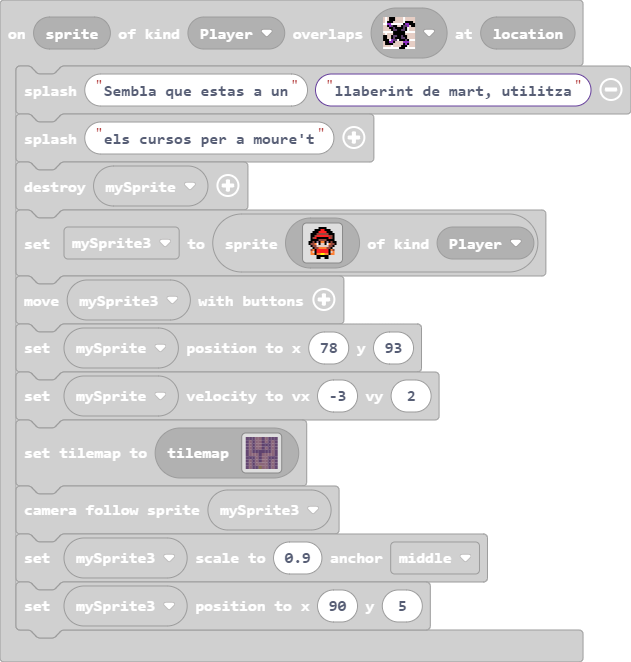 on sprite of kind Player overlaps at location
splash "Sembla que estas a un" "llaberint de mart, utilitza"
splash "els cursos per a moure't"
destroy mySprite
set mySprite3 to sprite of kind Player
move mySprite3 with buttons
set mySprite position to x 78 y 93
set mySprite velocity to vx -3 vy 2
set tilemap to tilemap
camera follow sprite mySprite3
set mySprite3 scale to 0.9 anchor middle
set mySprite3 position to x 90 y 5